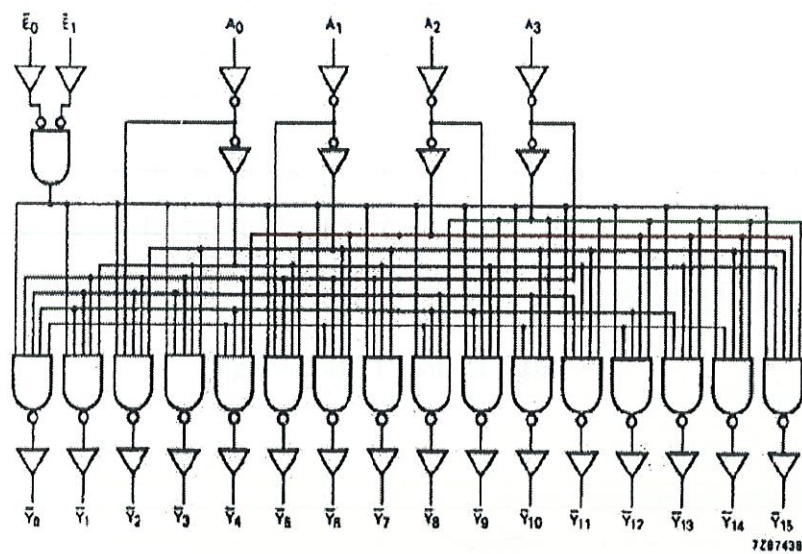 Ē₀ Ē₁ A₀ A₁ A₂ A₃
Ȳ₀ Ȳ₁ Ȳ₂ Ȳ₃ Ȳ₄ Ȳ₅ Ȳ₆ Ȳ₇ Ȳ₈ Ȳ₉ Ȳ₁₀ Ȳ₁₁ Ȳ₁₂ Ȳ₁₃ Ȳ₁₄ Ȳ₁₅
7Z87438